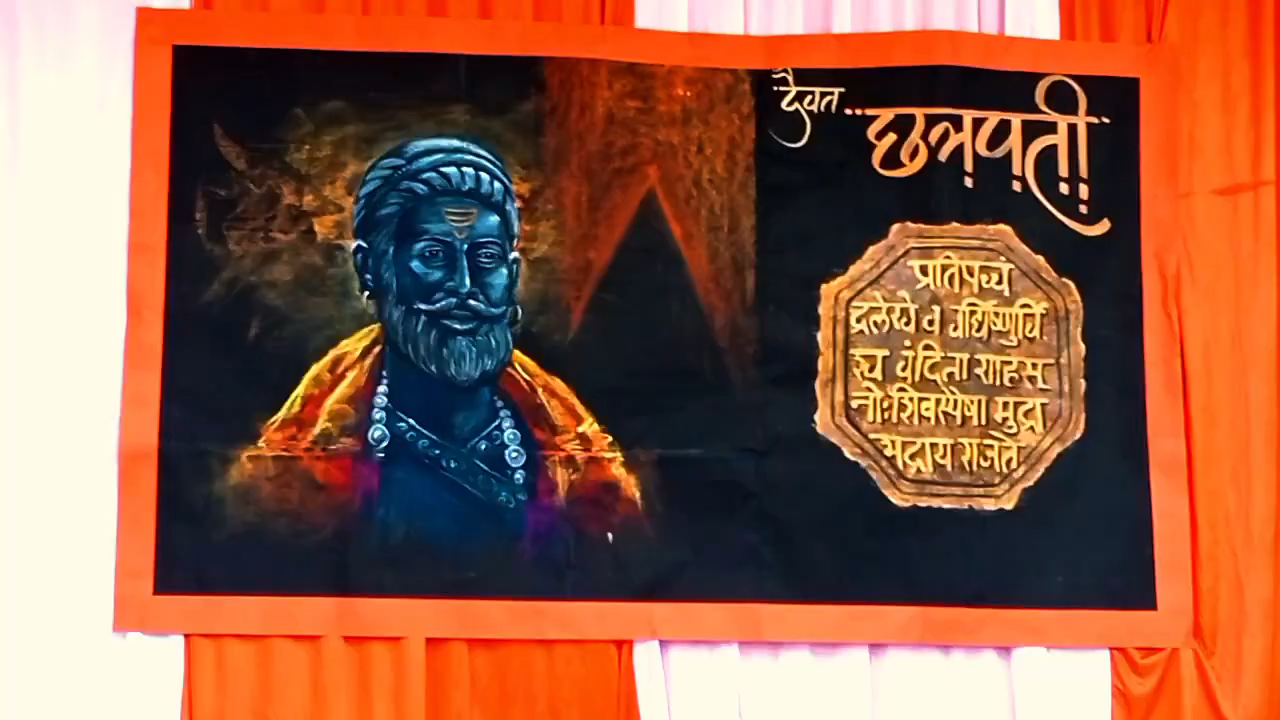 दैवत..
छत्रपती
प्रतिपच्चं
द्रलेखे व वर्धिष्णुर्वि
श्व वंदिता शाहसू
नोःशिवस्यैषा मुद्रा
भद्राय राजते